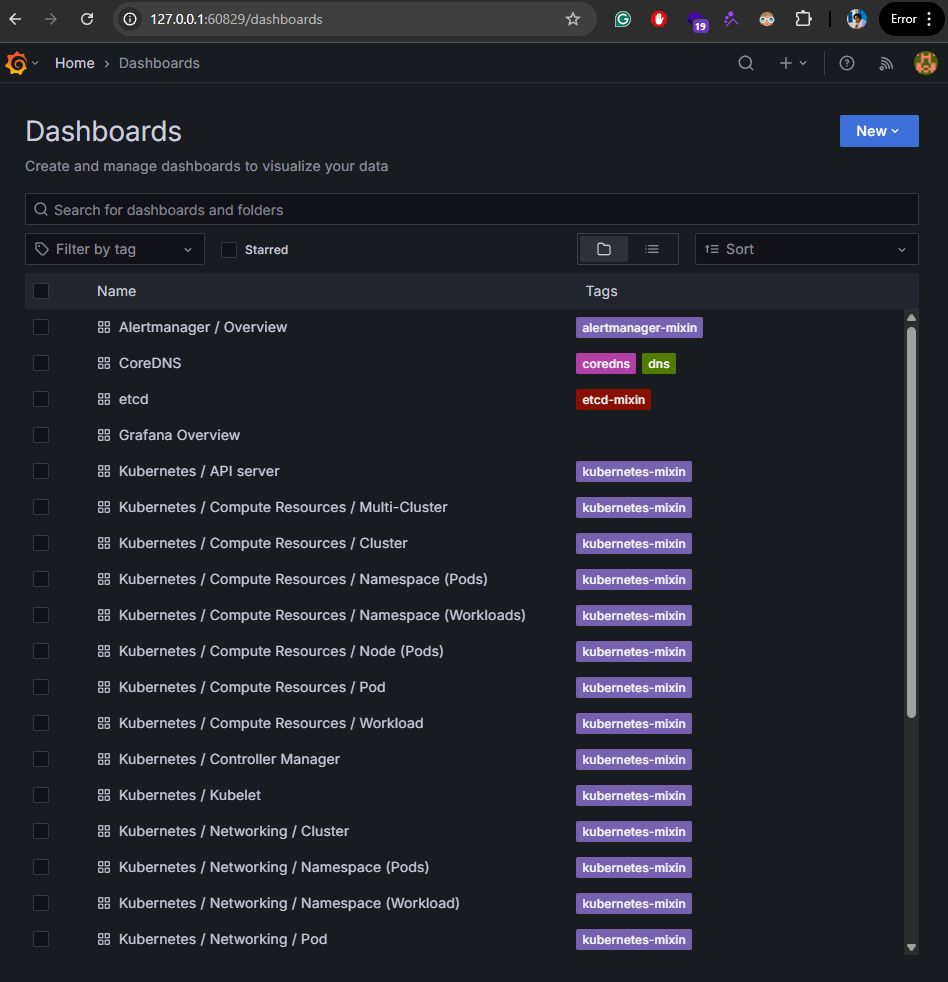 127.0.0.1:60829/dashboards
19
Error
Home › Dashboards
Dashboards
New
Create and manage dashboards to visualize your data
Search for dashboards and folders
Filter by tag
Starred
Sort
Name Tags
Alertmanager / Overview alertmanager-mixin
CoreDNS coredns dns
etcd etcd-mixin
Grafana Overview
Kubernetes / API server kubernetes-mixin
Kubernetes / Compute Resources / Multi-Cluster kubernetes-mixin
Kubernetes / Compute Resources / Cluster kubernetes-mixin
Kubernetes / Compute Resources / Namespace (Pods) kubernetes-mixin
Kubernetes / Compute Resources / Namespace (Workloads) kubernetes-mixin
Kubernetes / Compute Resources / Node (Pods) kubernetes-mixin
Kubernetes / Compute Resources / Pod kubernetes-mixin
Kubernetes / Compute Resources / Workload kubernetes-mixin
Kubernetes / Controller Manager kubernetes-mixin
Kubernetes / Kubelet kubernetes-mixin
Kubernetes / Networking / Cluster kubernetes-mixin
Kubernetes / Networking / Namespace (Pods) kubernetes-mixin
Kubernetes / Networking / Namespace (Workload) kubernetes-mixin
Kubernetes / Networking / Pod kubernetes-mixin